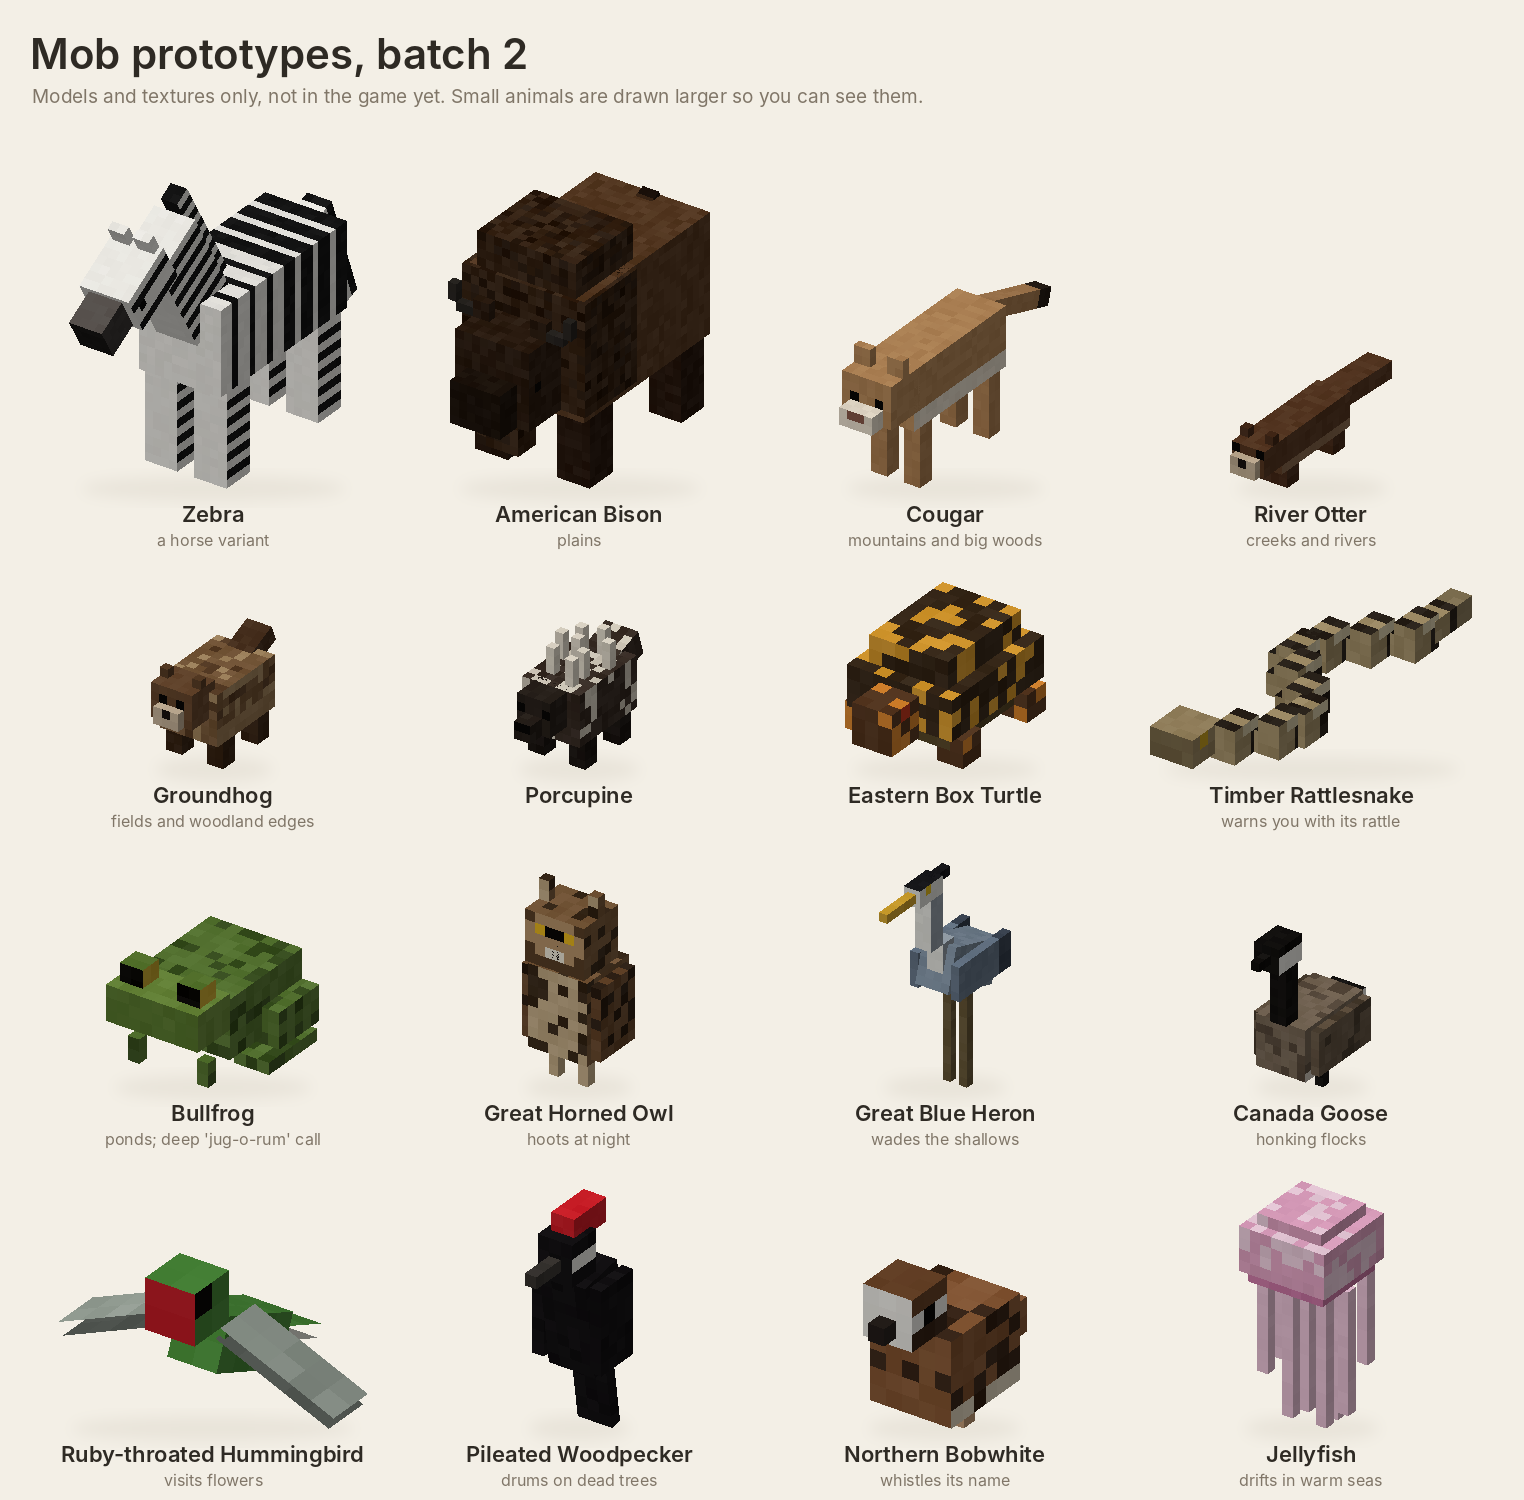 Mob prototypes, batch 2
Models and textures only, not in the game yet. Small animals are drawn larger so you can see them.
Zebra
a horse variant
American Bison
plains
Cougar
mountains and big woods
River Otter
creeks and rivers
Groundhog
fields and woodland edges
Porcupine
Eastern Box Turtle
Timber Rattlesnake
warns you with its rattle
Bullfrog
ponds; deep 'jug-o-rum' call
Great Horned Owl
hoots at night
Great Blue Heron
wades the shallows
Canada Goose
honking flocks
Ruby-throated Hummingbird
visits flowers
Pileated Woodpecker
drums on dead trees
Northern Bobwhite
whistles its name
Jellyfish
drifts in warm seas